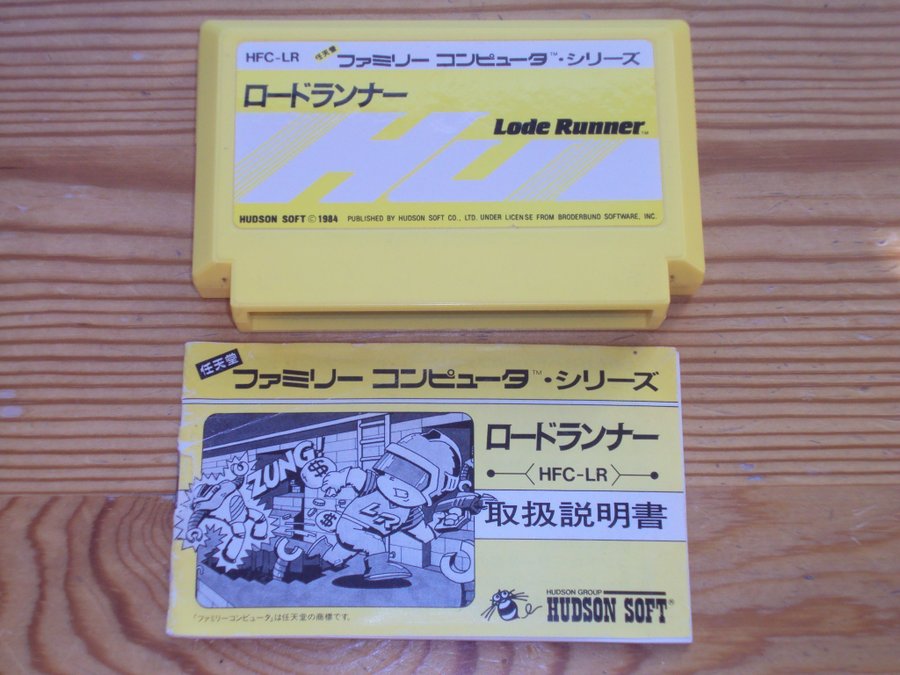 HFC-LR 任天堂 ファミリー コンピュータ™・シリーズ
ロードランナー
Lode Runner™
HUDSON SOFT © 1984 PUBLISHED BY HUDSON SOFT CO., LTD. UNDER LICENSE FROM BRODERBUND SOFTWARE, INC.
任天堂 ファミリー コンピュータ™・シリーズ
ロードランナー
HFC-LR
取扱説明書
ZUNG!
$
$
LR
HUDSON GROUP
HUDSON SOFT®
「ファミリーコンピュータ」は任天堂の商標です。